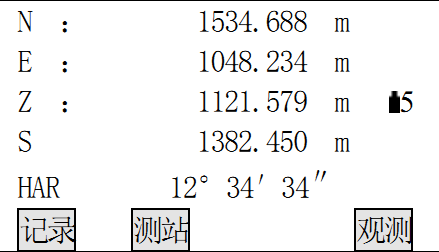 N : 1534.688 m
E : 1048.234 m
Z : 1121.579 m 5
S 1382.450 m
HAR 12° 34′ 34″
记录 测站 观测